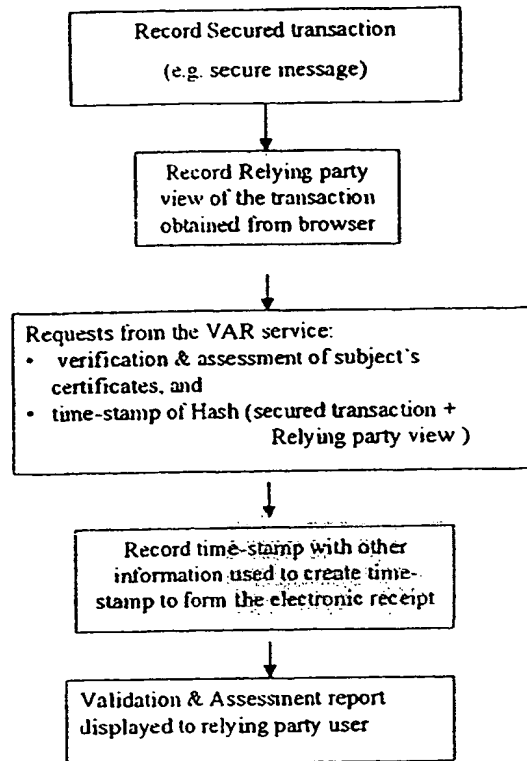 Record Secured transaction
(e.g. secure message)
Record Relying party
view of the transaction
obtained from browser
Requests from the VAR service:
• verification & assessment of subject's
certificates, and
• time-stamp of Hash (secured transaction +
Relying party view )
Record time-stamp with other
information used to create time-
stamp to form the electronic receipt
Validation & Assessment report
displayed to relying party user